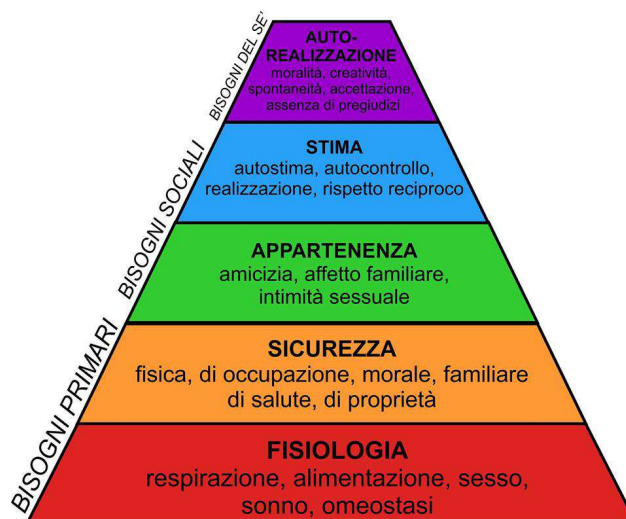 AUTO-
REALIZZAZIONE
moralità, creatività,
spontaneità, accettazione,
assenza di pregiudizi
STIMA
autostima, autocontrollo,
realizzazione, rispetto reciproco
APPARTENENZA
amicizia, affetto familiare,
intimità sessuale
SICUREZZA
fisica, di occupazione, morale, familiare
di salute, di proprietà
FISIOLOGIA
respirazione, alimentazione, sesso,
sonno, omeostasi
BISOGNI DEL SE'
BISOGNI SOCIALI
BISOGNI PRIMARI